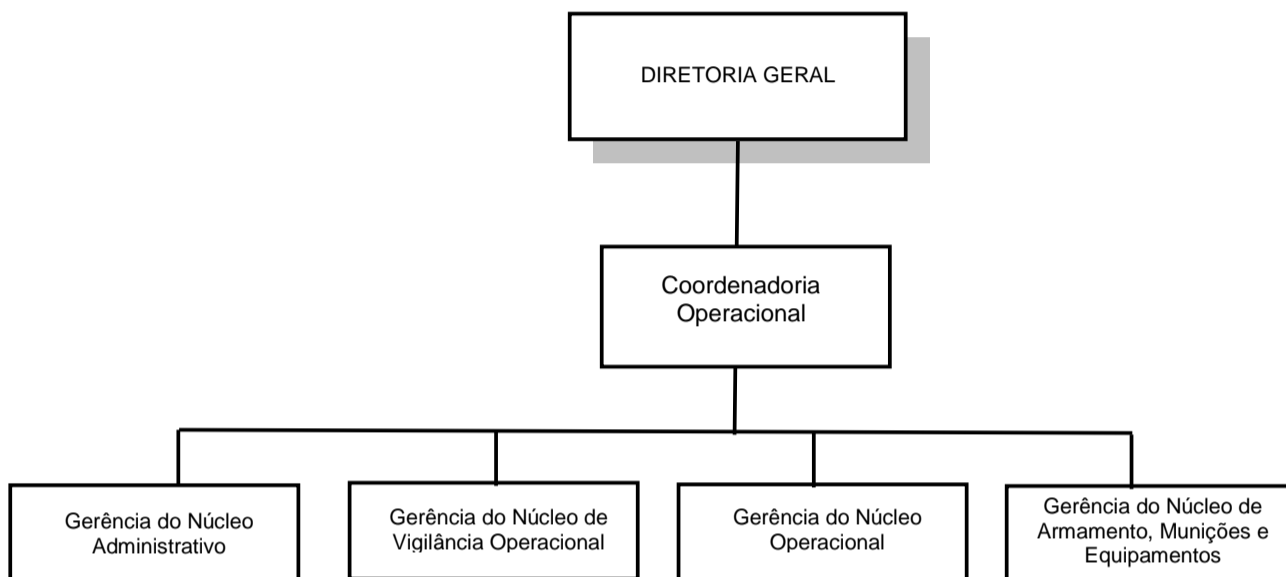 DIRETORIA GERAL
Coordenadoria
Operacional
Gerência do Núcleo
Administrativo
Gerência do Núcleo de
Vigilância Operacional
Gerência do Núcleo
Operacional
Gerência do Núcleo de
Armamento, Munições e
Equipamentos